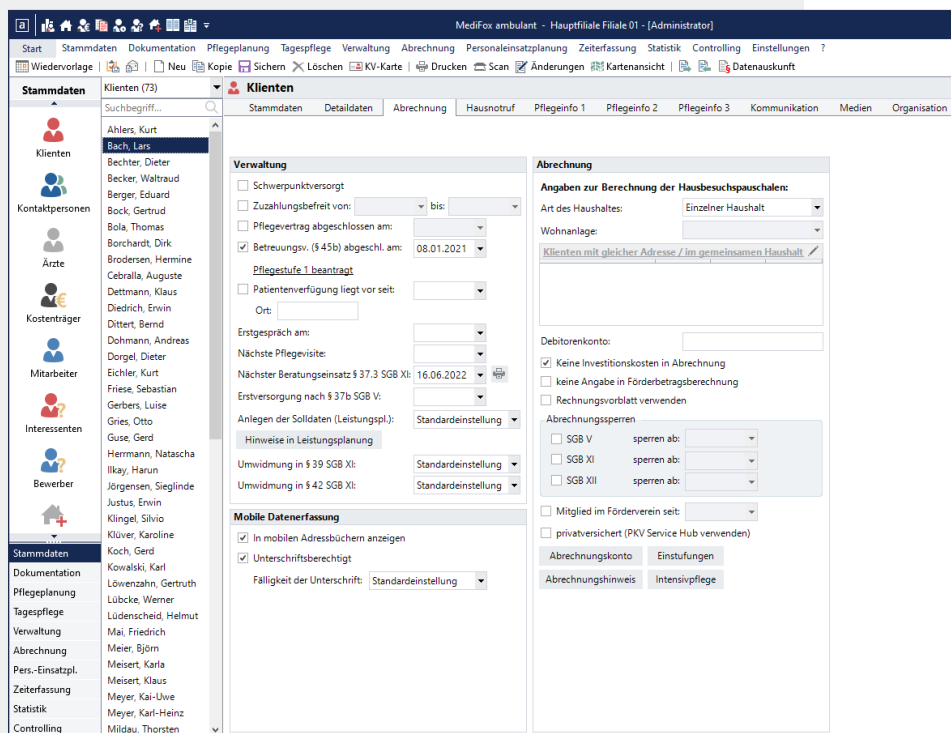 MediFox ambulant - Hauptfiliale Filiale 01 - [Administrator]
Start Stammdaten Dokumentation Pflegeplanung Tagespflege Verwaltung Abrechnung Personaleinsatzplanung Zeiterfassung Statistik Controlling Einstellungen ?
Wiedervorlage Neu Kopie Sichern Löschen KV-Karte Drucken Scan Änderungen Kartenansicht Datenauskunft
Stammdaten
Klienten
Kontaktpersonen
Ärzte
Kostenträger
Mitarbeiter
Interessenten
Bewerber
Stammdaten
Dokumentation
Pflegeplanung
Tagespflege
Verwaltung
Abrechnung
Pers.-Einsatzpl.
Zeiterfassung
Statistik
Controlling
Klienten (73)
Suchbegriff...
Ahlers, Kurt
Bach, Lars
Bechter, Dieter
Becker, Waltraud
Berger, Eduard
Bock, Gertrud
Bola, Thomas
Borchardt, Dirk
Brodersen, Hermine
Cebralla, Auguste
Dettmann, Klaus
Diedrich, Erwin
Dittert, Bernd
Dohmann, Andreas
Dorgel, Dieter
Eichler, Kurt
Friese, Sebastian
Gerbers, Luise
Gries, Otto
Guse, Gerd
Herrmann, Natascha
Ilkay, Harun
Jörgensen, Sieglinde
Justus, Erwin
Klingel, Silvio
Klüver, Karoline
Koch, Gerd
Kowalski, Karl
Löwenzahn, Gertruth
Lübcke, Werner
Lüdenscheid, Helmut
Mai, Friedrich
Meier, Björn
Meisert, Karla
Meisert, Klaus
Meyer, Kai-Uwe
Meyer, Karl-Heinz
Mildau, Thorsten
Klienten
Stammdaten Detaildaten Abrechnung Hausnotruf Pflegeinfo 1 Pflegeinfo 2 Pflegeinfo 3 Kommunikation Medien Organisation
Verwaltung
Schwerpunktversorgt
Zuzahlungsbefreit von: bis:
Pflegevertrag abgeschlossen am:
Betreuungsv. (§ 45b) abgeschl. am: 08.01.2021
Pflegestufe 1 beantragt
Patientenverfügung liegt vor seit:
Ort:
Erstgespräch am:
Nächste Pflegevisite:
Nächster Beratungseinsatz § 37.3 SGB XI: 16.06.2022
Erstversorgung nach § 37b SGB V:
Anlegen der Solldaten (Leistungspl.): Standardeinstellung
Hinweise in Leistungsplanung
Umwidmung in § 39 SGB XI: Standardeinstellung
Umwidmung in § 42 SGB XI: Standardeinstellung
Mobile Datenerfassung
In mobilen Adressbüchern anzeigen
Unterschriftsberechtigt
Fälligkeit der Unterschrift: Standardeinstellung
Abrechnung
Angaben zur Berechnung der Hausbesuchspauschalen:
Art des Haushaltes: Einzelner Haushalt
Wohnanlage:
Klienten mit gleicher Adresse / im gemeinsamen Haushalt
Debitorenkonto:
Keine Investitionskosten in Abrechnung
keine Angabe in Förderbetragsberechnung
Rechnungsvorblatt verwenden
Abrechnungssperren
SGB V sperren ab:
SGB XI sperren ab:
SGB XII sperren ab:
Mitglied im Förderverein seit:
privatversichert (PKV Service Hub verwenden)
Abrechnungskonto Einstufungen
Abrechnungshinweis Intensivpflege